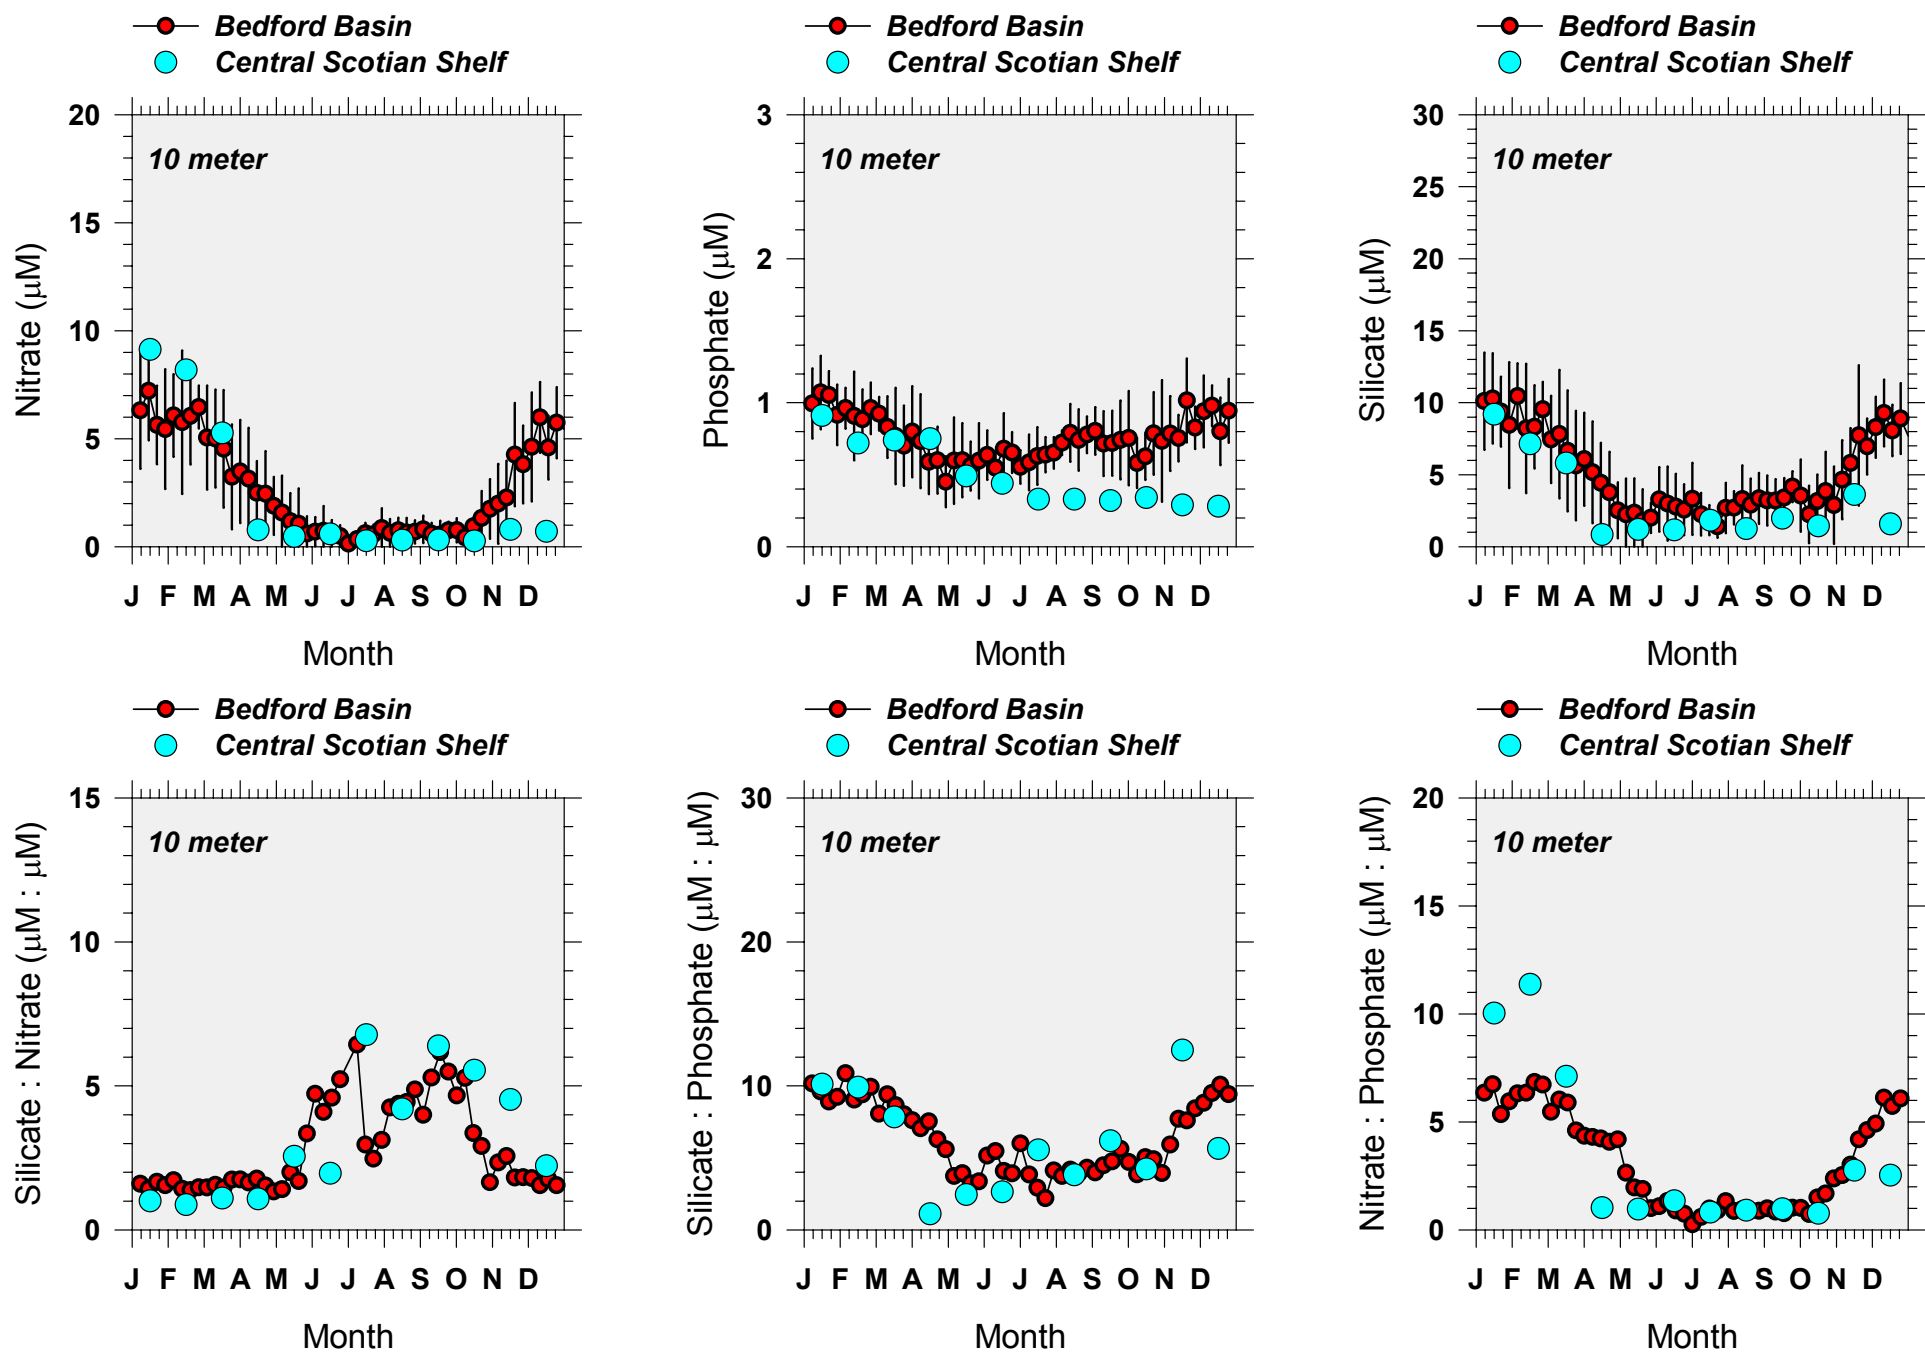 Bedford Basin
Central Scotian Shelf
Bedford Basin
Central Scotian Shelf
Bedford Basin
Central Scotian Shelf
20
15
10
5
0
Nitrate (µM)
10 meter
J F M A M J J A S O N D
Month
3
2
1
0
Phosphate (µM)
10 meter
J F M A M J J A S O N D
Month
30
25
20
15
10
5
0
Silicate (µM)
10 meter
J F M A M J J A S O N D
Month
Bedford Basin
Central Scotian Shelf
Bedford Basin
Central Scotian Shelf
Bedford Basin
Central Scotian Shelf
15
10
5
0
Silicate : Nitrate (µM : µM)
10 meter
J F M A M J J A S O N D
Month
30
20
10
0
Silicate : Phosphate (µM : µM)
10 meter
J F M A M J J A S O N D
Month
20
15
10
5
0
Nitrate : Phosphate (µM : µM)
10 meter
J F M A M J J A S O N D
Month